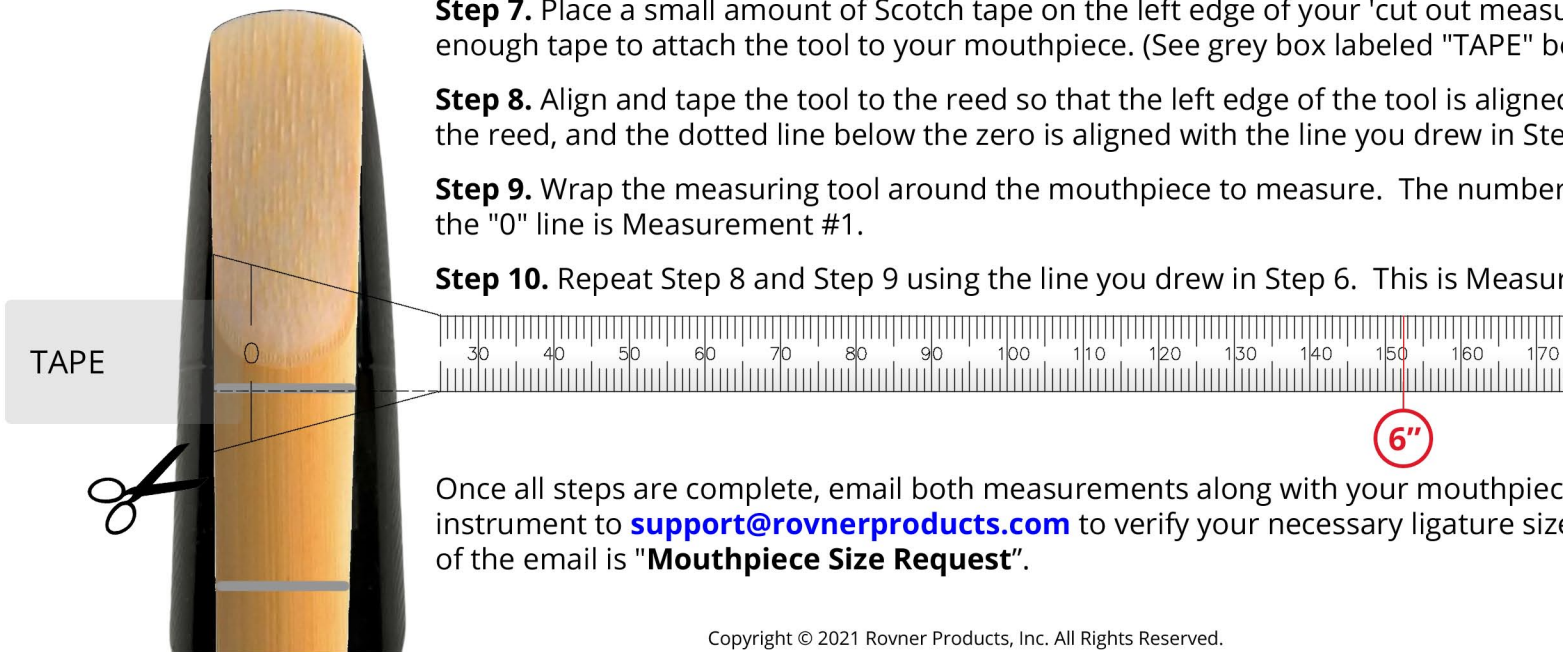 Step 7. Place a small amount of Scotch tape on the left edge of your 'cut out
enough tape to attach the tool to your mouthpiece. (See grey box labeled "TAPE"
Step 8. Align and tape the tool to the reed so that the left edge of the tool is aligned
the reed, and the dotted line below the zero is aligned with the line you drew in
Step 9. Wrap the measuring tool around the mouthpiece to measure. The number
the "0" line is Measurement #1.
Step 10. Repeat Step 8 and Step 9 using the line you drew in Step 6. This is
TAPE
0 30 40 50 60 70 80 90 100 110 120 130 140 150 160 170
6”
Once all steps are complete, email both measurements along with your
instrument to support@rovnerproducts.com to verify your necessary ligature size
of the email is "Mouthpiece Size Request”.
Copyright © 2021 Rovner Products, Inc. All Rights Reserved.